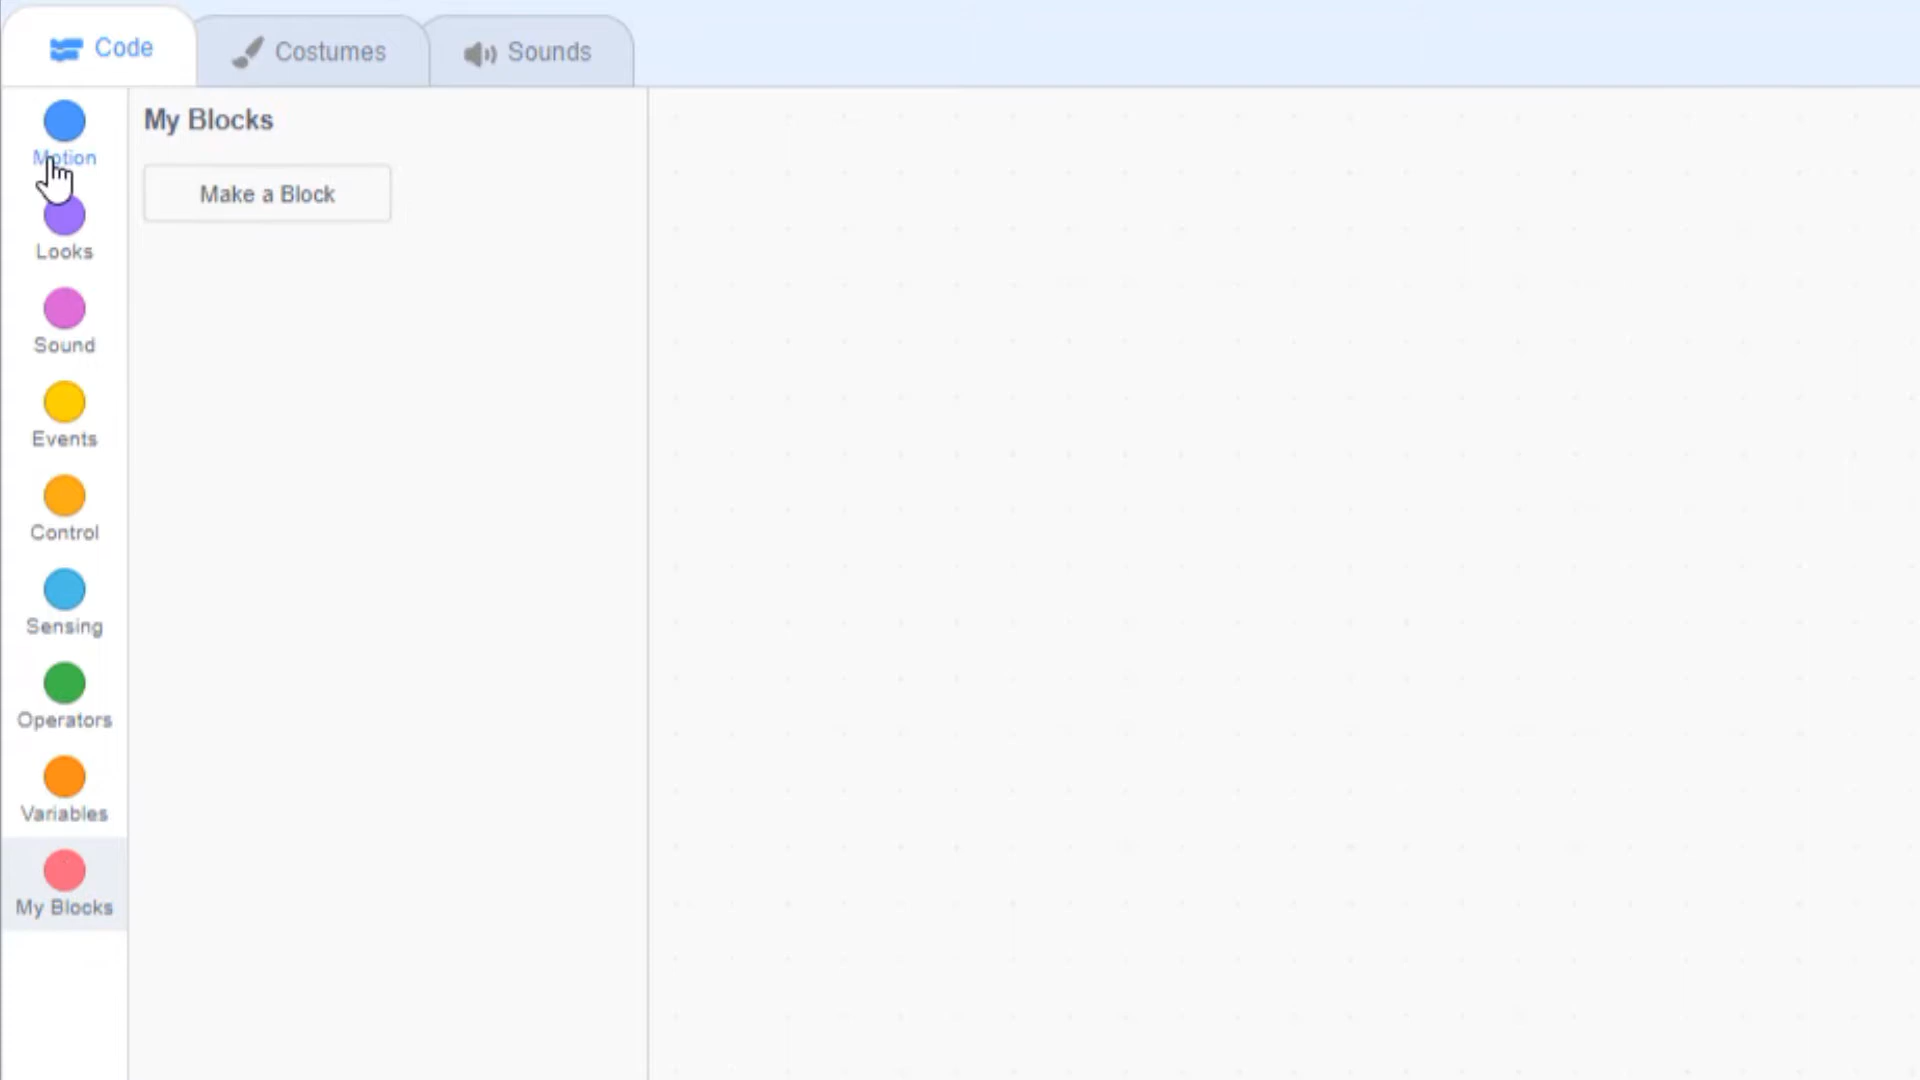 Code
Costumes
Sounds
My Blocks
Make a Block
Motion
Looks
Sound
Events
Control
Sensing
Operators
Variables
My Blocks